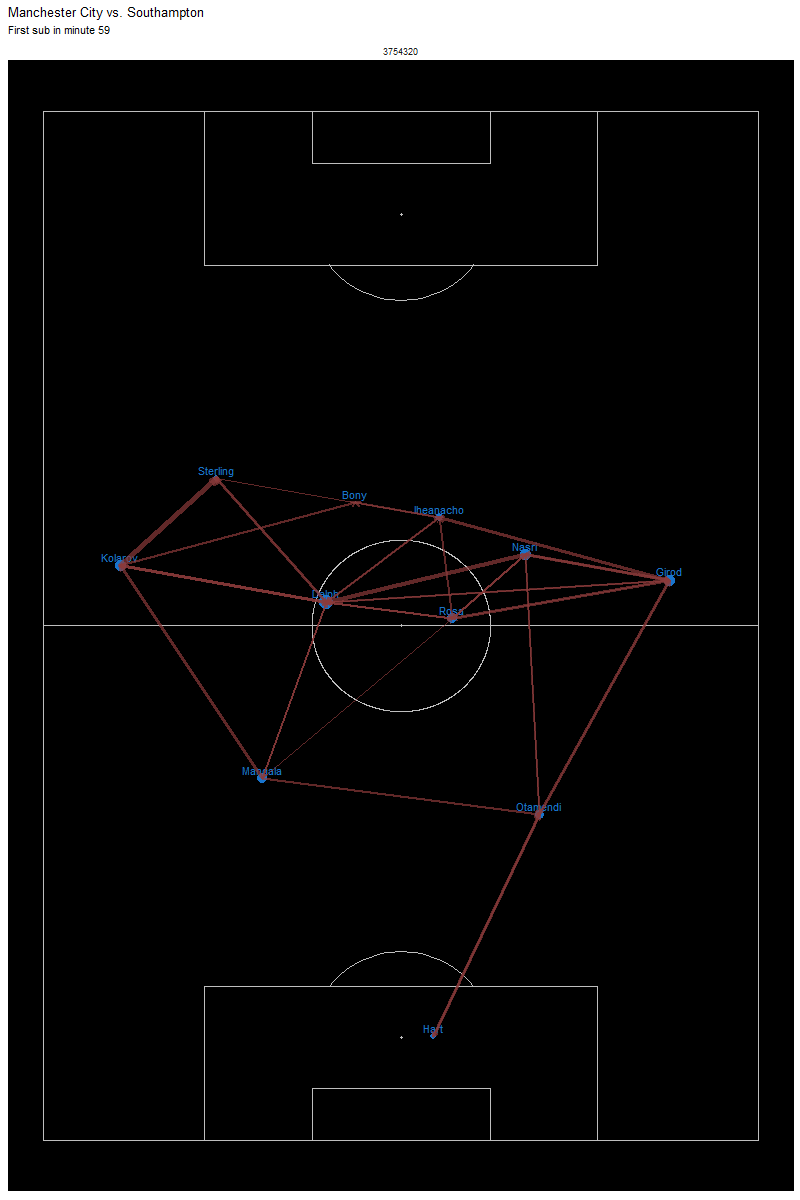 Manchester City vs. Southampton
First sub in minute 59
3754320
Sterling
Bony
Iheanacho
Nasri
Kolarov
Girod
Delph
Rosa
Mangala
Otamendi
Hart